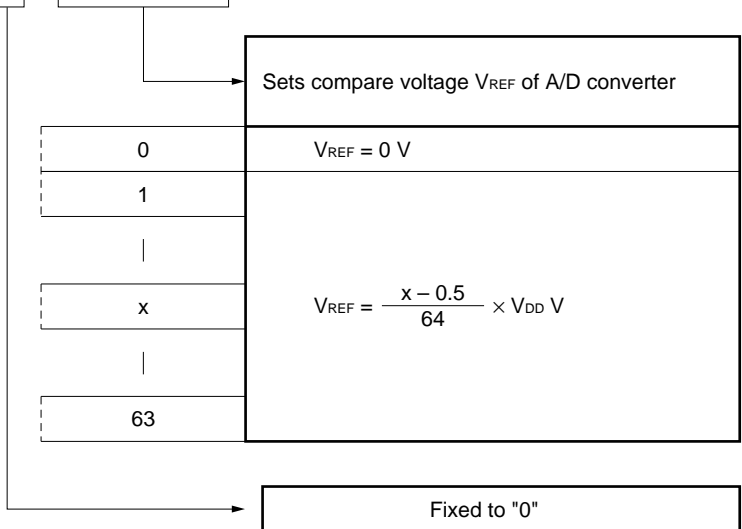 Sets compare voltage VREF of A/D converter
0 VREF = 0 V
1
x VREF = x – 0.5 / 64 × VDD V
63
Fixed to "0"